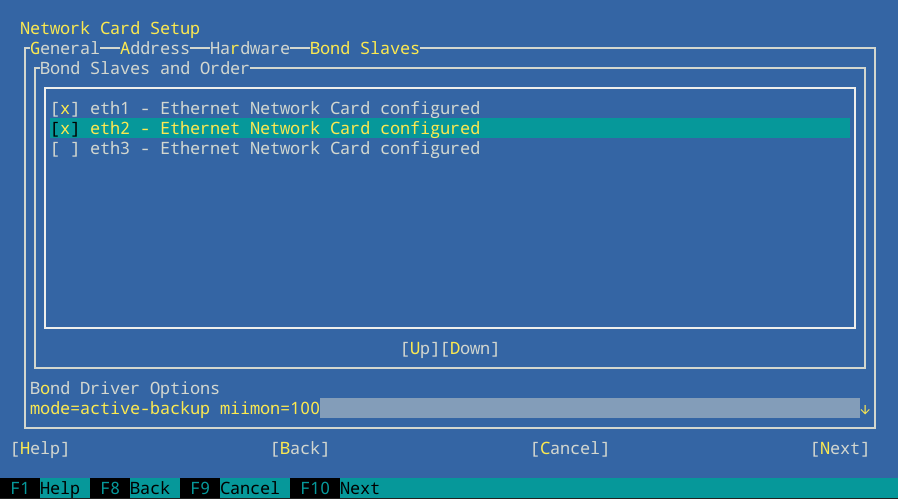 Network Card Setup
General Address Hardware Bond Slaves
Bond Slaves and Order
[x] eth1 - Ethernet Network Card configured
[x] eth2 - Ethernet Network Card configured
[ ] eth3 - Ethernet Network Card configured
[Up][Down]
Bond Driver Options
mode=active-backup miimon=100 ↓
[Help] [Back] [Cancel] [Next]
F1 Help F8 Back F9 Cancel F10 Next